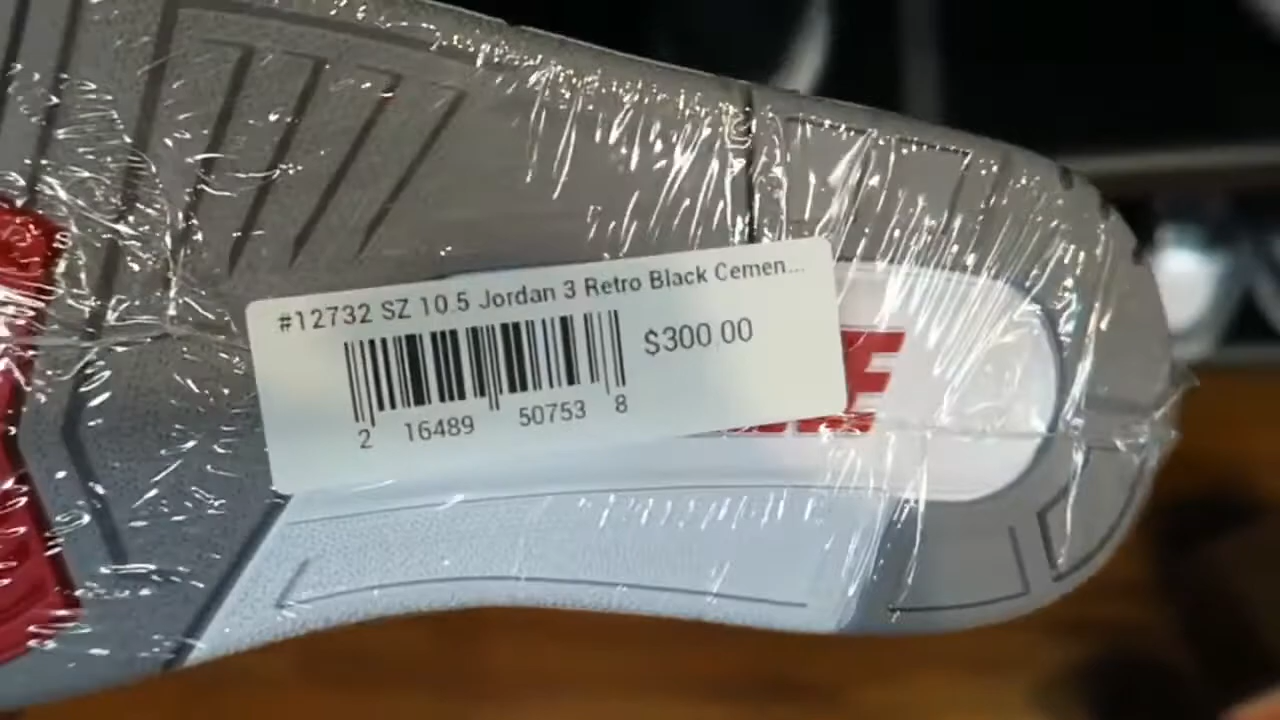 #12732 SZ 10.5 Jordan 3 Retro Black Cemen...
$300.00
2 16489 50753 8